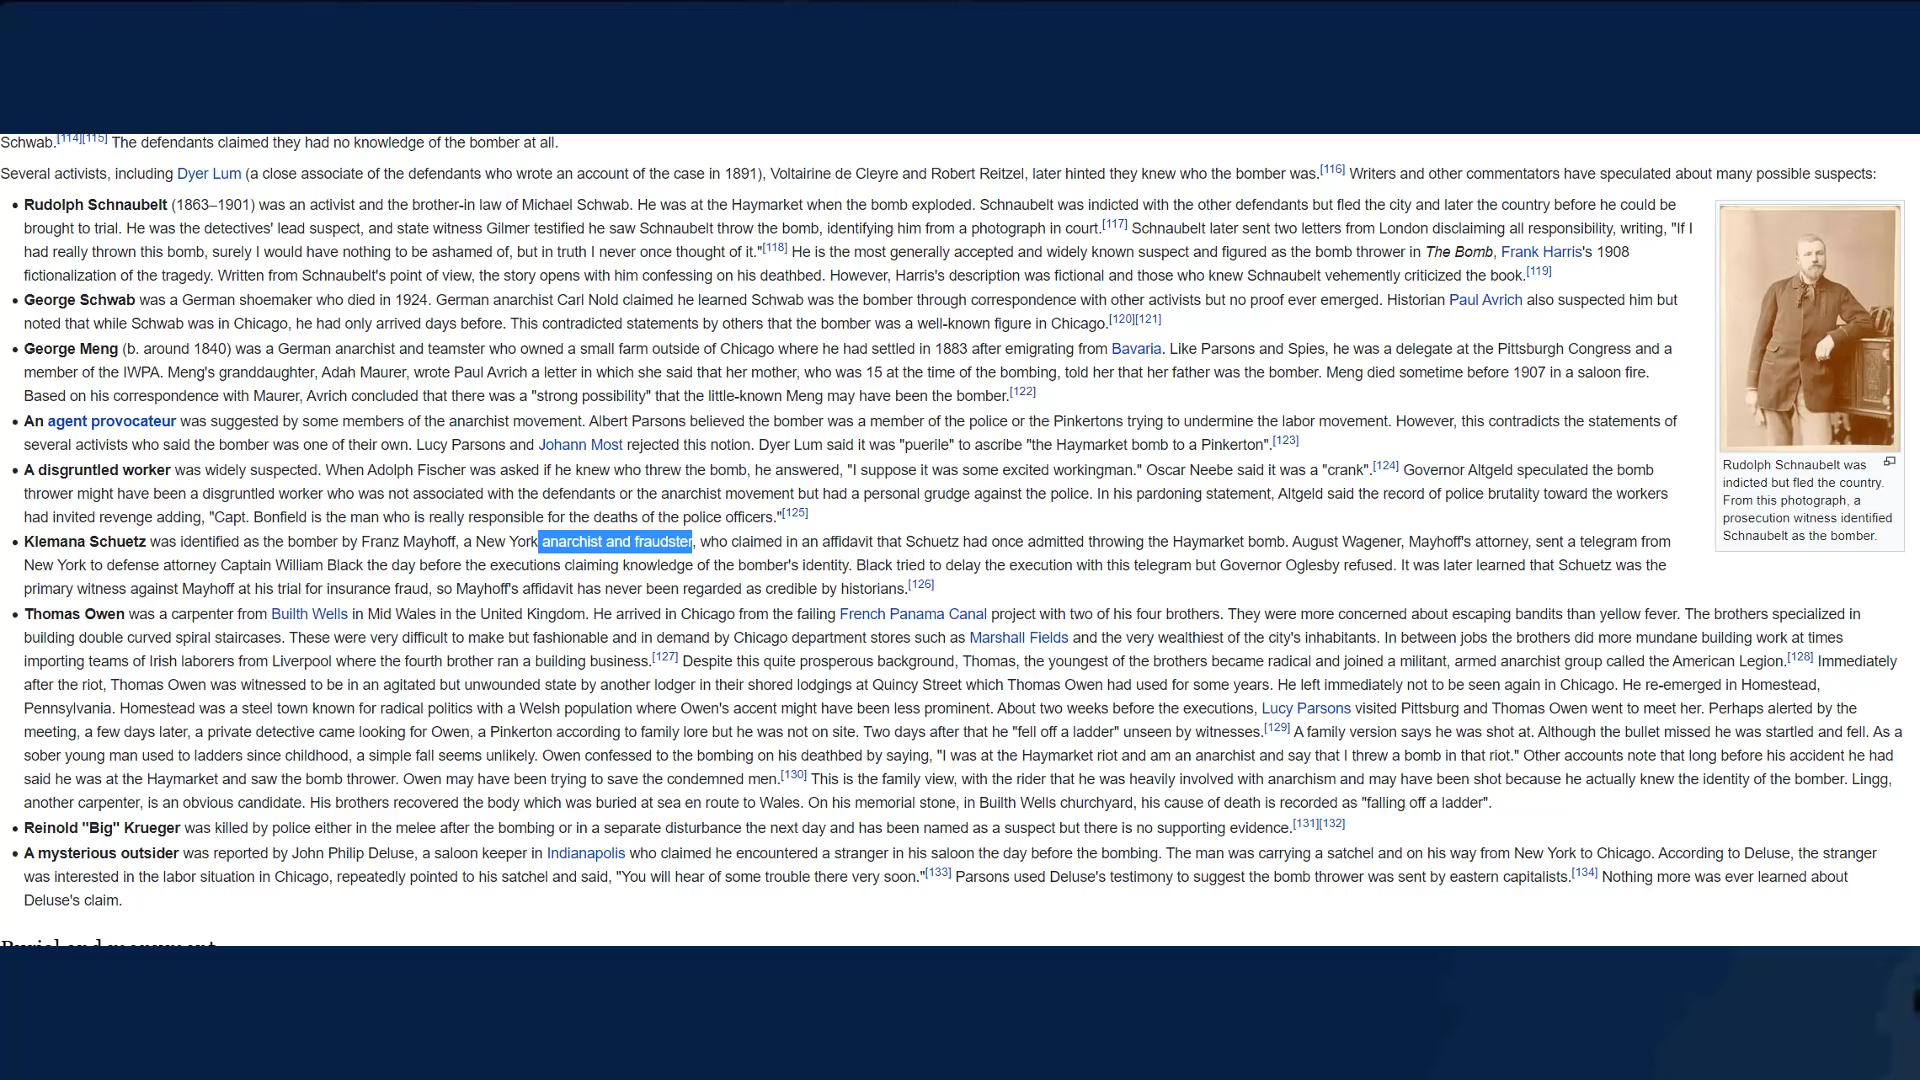 Schwab.[114][115] The defendants claimed they had no knowledge of the bomber at all.
Several activists, including Dyer Lum (a close associate of the defendants who wrote an account of the case in 1891), Voltairine de Cleyre and Robert Reitzel, later hinted they knew who the bomber was.[116] Writers and other commentators have speculated about many possible suspects:
• Rudolph Schnaubelt (1863–1901) was an activist and the brother-in law of Michael Schwab. He was at the Haymarket when the bomb exploded. Schnaubelt was indicted with the other defendants but fled the city and later the country before he could be
brought to trial. He was the detectives' lead suspect, and state witness Gilmer testified he saw Schnaubelt throw the bomb, identifying him from a photograph in court.[117] Schnaubelt later sent two letters from London disclaiming all responsibility, writing, "If I
had really thrown this bomb, surely I would have nothing to be ashamed of, but in truth I never once thought of it."[118] He is the most generally accepted and widely known suspect and figured as the bomb thrower in The Bomb, Frank Harris's 1908
fictionalization of the tragedy. Written from Schnaubelt's point of view, the story opens with him confessing on his deathbed. However, Harris's description was fictional and those who knew Schnaubelt vehemently criticized the book.[119]
• George Schwab was a German shoemaker who died in 1924. German anarchist Carl Nold claimed he learned Schwab was the bomber through correspondence with other activists but no proof ever emerged. Historian Paul Avrich also suspected him but
noted that while Schwab was in Chicago, he had only arrived days before. This contradicted statements by others that the bomber was a well-known figure in Chicago.[120][121]
• George Meng (b. around 1840) was a German anarchist and teamster who owned a small farm outside of Chicago where he had settled in 1883 after emigrating from Bavaria. Like Parsons and Spies, he was a delegate at the Pittsburgh Congress and a
member of the IWPA. Meng's granddaughter, Adah Maurer, wrote Paul Avrich a letter in which she said that her mother, who was 15 at the time of the bombing, told her that her father was the bomber. Meng died sometime before 1907 in a saloon fire.
Based on his correspondence with Maurer, Avrich concluded that there was a "strong possibility" that the little-known Meng may have been the bomber.[122]
• An agent provocateur was suggested by some members of the anarchist movement. Albert Parsons believed the bomber was a member of the police or the Pinkertons trying to undermine the labor movement. However, this contradicts the statements of
several activists who said the bomber was one of their own. Lucy Parsons and Johann Most rejected this notion. Dyer Lum said it was "puerile" to ascribe "the Haymarket bomb to a Pinkerton".[123]
• A disgruntled worker was widely suspected. When Adolph Fischer was asked if he knew who threw the bomb, he answered, "I suppose it was some excited workingman." Oscar Neebe said it was a "crank".[124] Governor Altgeld speculated the bomb
thrower might have been a disgruntled worker who was not associated with the defendants or the anarchist movement but had a personal grudge against the police. In his pardoning statement, Altgeld said the record of police brutality toward the workers
had invited revenge adding, "Capt. Bonfield is the man who is really responsible for the deaths of the police officers."[125]
• Klemana Schuetz was identified as the bomber by Franz Mayhoff, a New York anarchist and fraudster, who claimed in an affidavit that Schuetz had once admitted throwing the Haymarket bomb. August Wagener, Mayhoff's attorney, sent a telegram from
New York to defense attorney Captain William Black the day before the executions claiming knowledge of the bomber's identity. Black tried to delay the execution with this telegram but Governor Oglesby refused. It was later learned that Schuetz was the
primary witness against Mayhoff at his trial for insurance fraud, so Mayhoff's affidavit has never been regarded as credible by historians.[126]
• Thomas Owen was a carpenter from Builth Wells in Mid Wales in the United Kingdom. He arrived in Chicago from the failing French Panama Canal project with two of his four brothers. They were more concerned about escaping bandits than yellow fever. The brothers specialized in
building double curved spiral staircases. These were very difficult to make but fashionable and in demand by Chicago department stores such as Marshall Fields and the very wealthiest of the city's inhabitants. In between jobs the brothers did more mundane building work at times
importing teams of Irish laborers from Liverpool where the fourth brother ran a building business.[127] Despite this quite prosperous background, Thomas, the youngest of the brothers became radical and joined a militant, armed anarchist group called the American Legion.[128] Immediately
after the riot, Thomas Owen was witnessed to be in an agitated but unwounded state by another lodger in their shored lodgings at Quincy Street which Thomas Owen had used for some years. He left immediately not to be seen again in Chicago. He re-emerged in Homestead,
Pennsylvania. Homestead was a steel town known for radical politics with a Welsh population where Owen's accent might have been less prominent. About two weeks before the executions, Lucy Parsons visited Pittsburg and Thomas Owen went to meet her. Perhaps alerted by the
meeting, a few days later, a private detective came looking for Owen, a Pinkerton according to family lore but he was not on site. Two days after that he "fell off a ladder" unseen by witnesses.[129] A family version says he was shot at. Although the bullet missed he was startled and fell. As a
sober young man used to ladders since childhood, a simple fall seems unlikely. Owen confessed to the bombing on his deathbed by saying, "I was at the Haymarket riot and am an anarchist and say that I threw a bomb in that riot." Other accounts note that long before his accident he had
said he was at the Haymarket and saw the bomb thrower. Owen may have been trying to save the condemned men.[130] This is the family view, with the rider that he was heavily involved with anarchism and may have been shot because he actually knew the identity of the bomber. Lingg,
another carpenter, is an obvious candidate. His brothers recovered the body which was buried at sea en route to Wales. On his memorial stone, in Builth Wells churchyard, his cause of death is recorded as "falling off a ladder".
• Reinold "Big" Krueger was killed by police either in the melee after the bombing or in a separate disturbance the next day and has been named as a suspect but there is no supporting evidence.[131][132]
• A mysterious outsider was reported by John Philip Deluse, a saloon keeper in Indianapolis who claimed he encountered a stranger in his saloon the day before the bombing. The man was carrying a satchel and on his way from New York to Chicago. According to Deluse, the stranger
was interested in the labor situation in Chicago, repeatedly pointed to his satchel and said, "You will hear of some trouble there very soon."[133] Parsons used Deluse's testimony to suggest the bomb thrower was sent by eastern capitalists.[134] Nothing more was ever learned about
Deluse's claim.
Rudolph Schnaubelt was
indicted but fled the country.
From this photograph, a
prosecution witness identified
Schnaubelt as the bomber.
Burial and monument